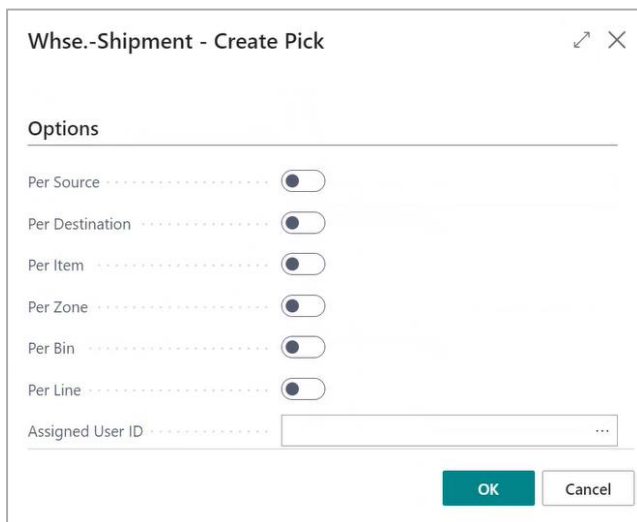 Whse.-Shipment - Create Pick
Options
Per Source
Per Destination
Per Item
Per Zone
Per Bin
Per Line
Assigned User ID ...
OK Cancel